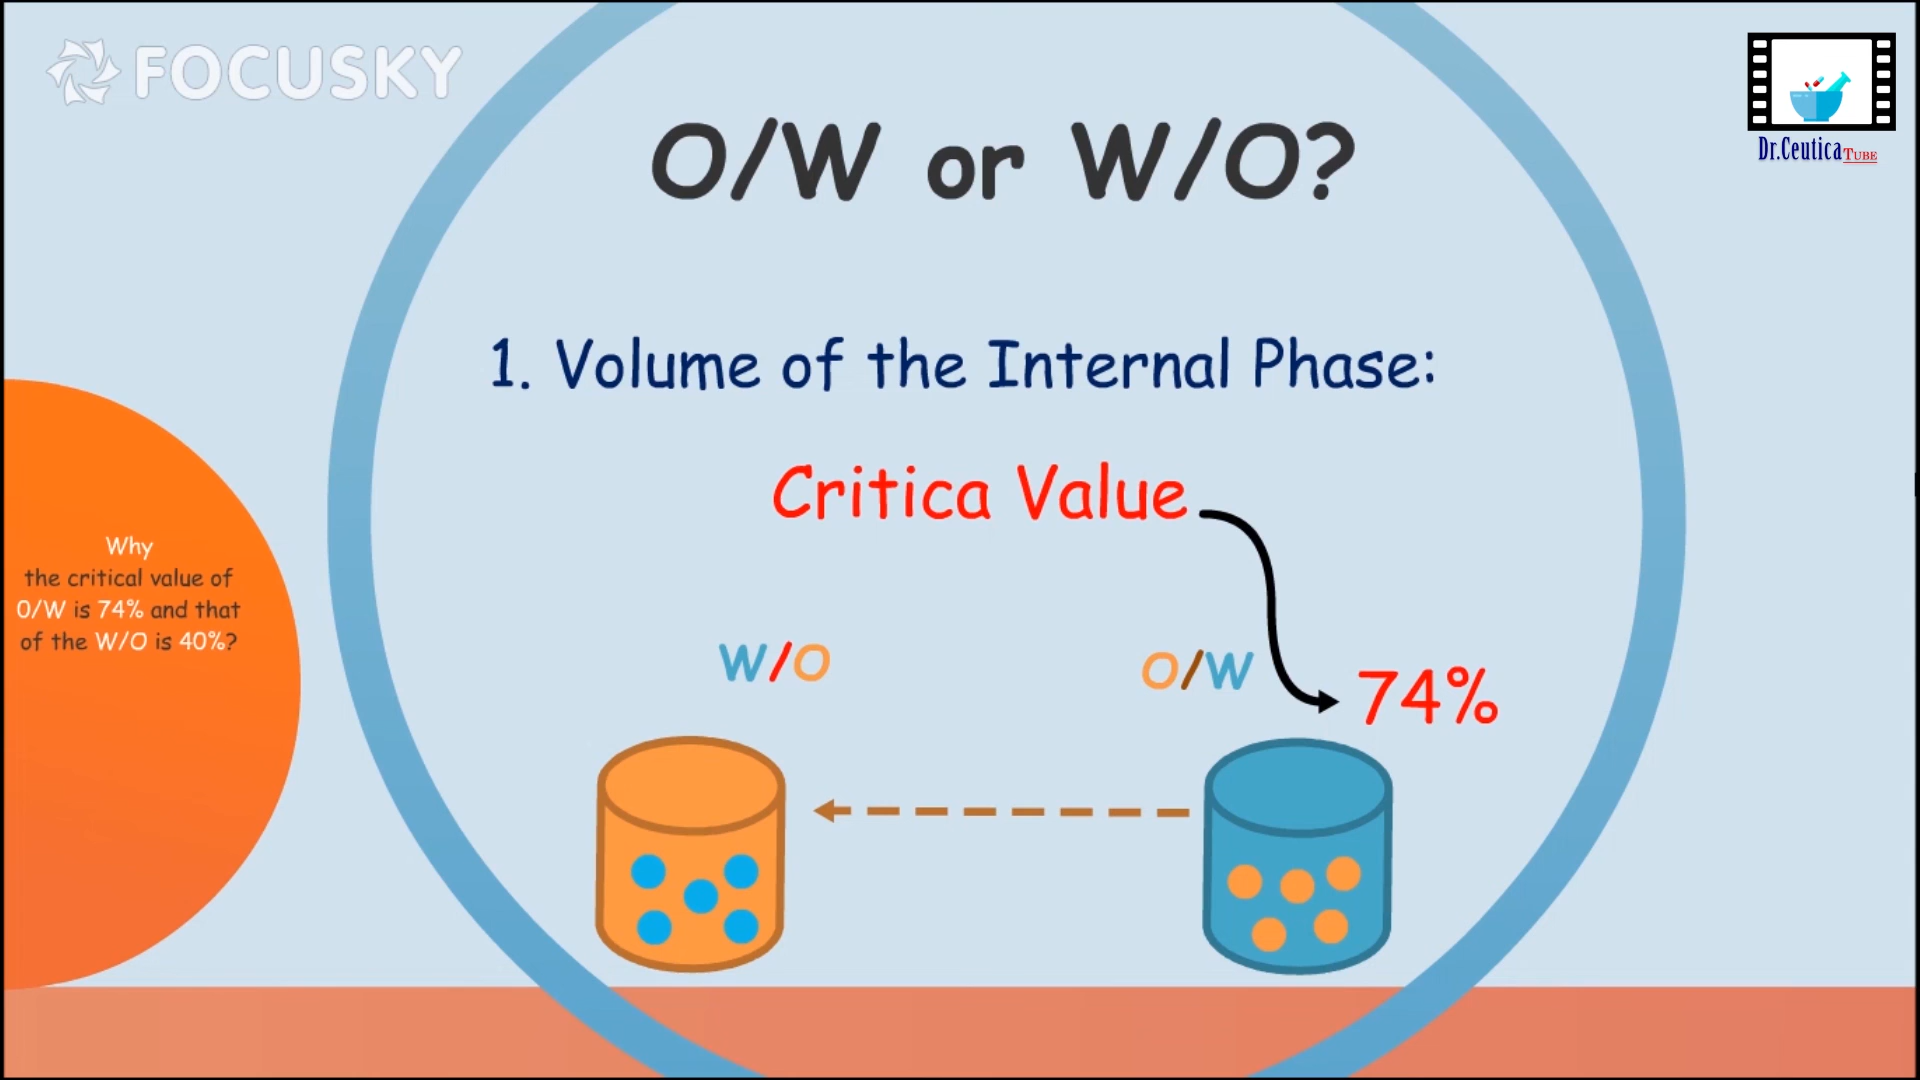 FOCUSKY
Dr.Ceutica TUBE
O/W or W/O?
1. Volume of the Internal Phase:
Critica Value
Why
the critical value of
O/W is 74% and that
of the W/O is 40%?
W/O
O/W
74%